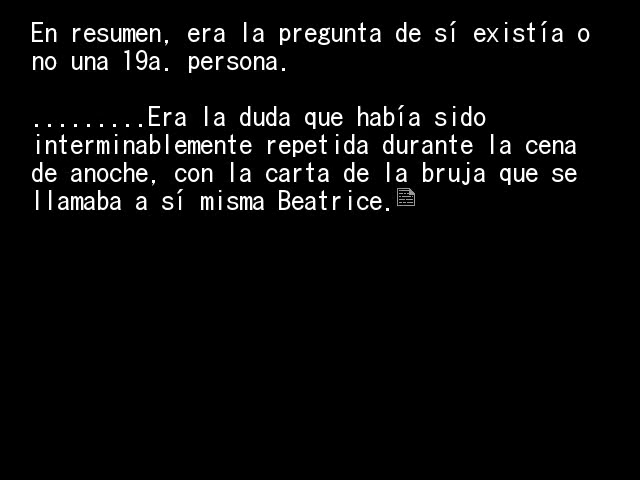 En resumen, era la pregunta de sí existía o
no una 19a. persona.
.........Era la duda que había sido
interminablemente repetida durante la cena
de anoche, con la carta de la bruja que se
llamaba a sí misma Beatrice.